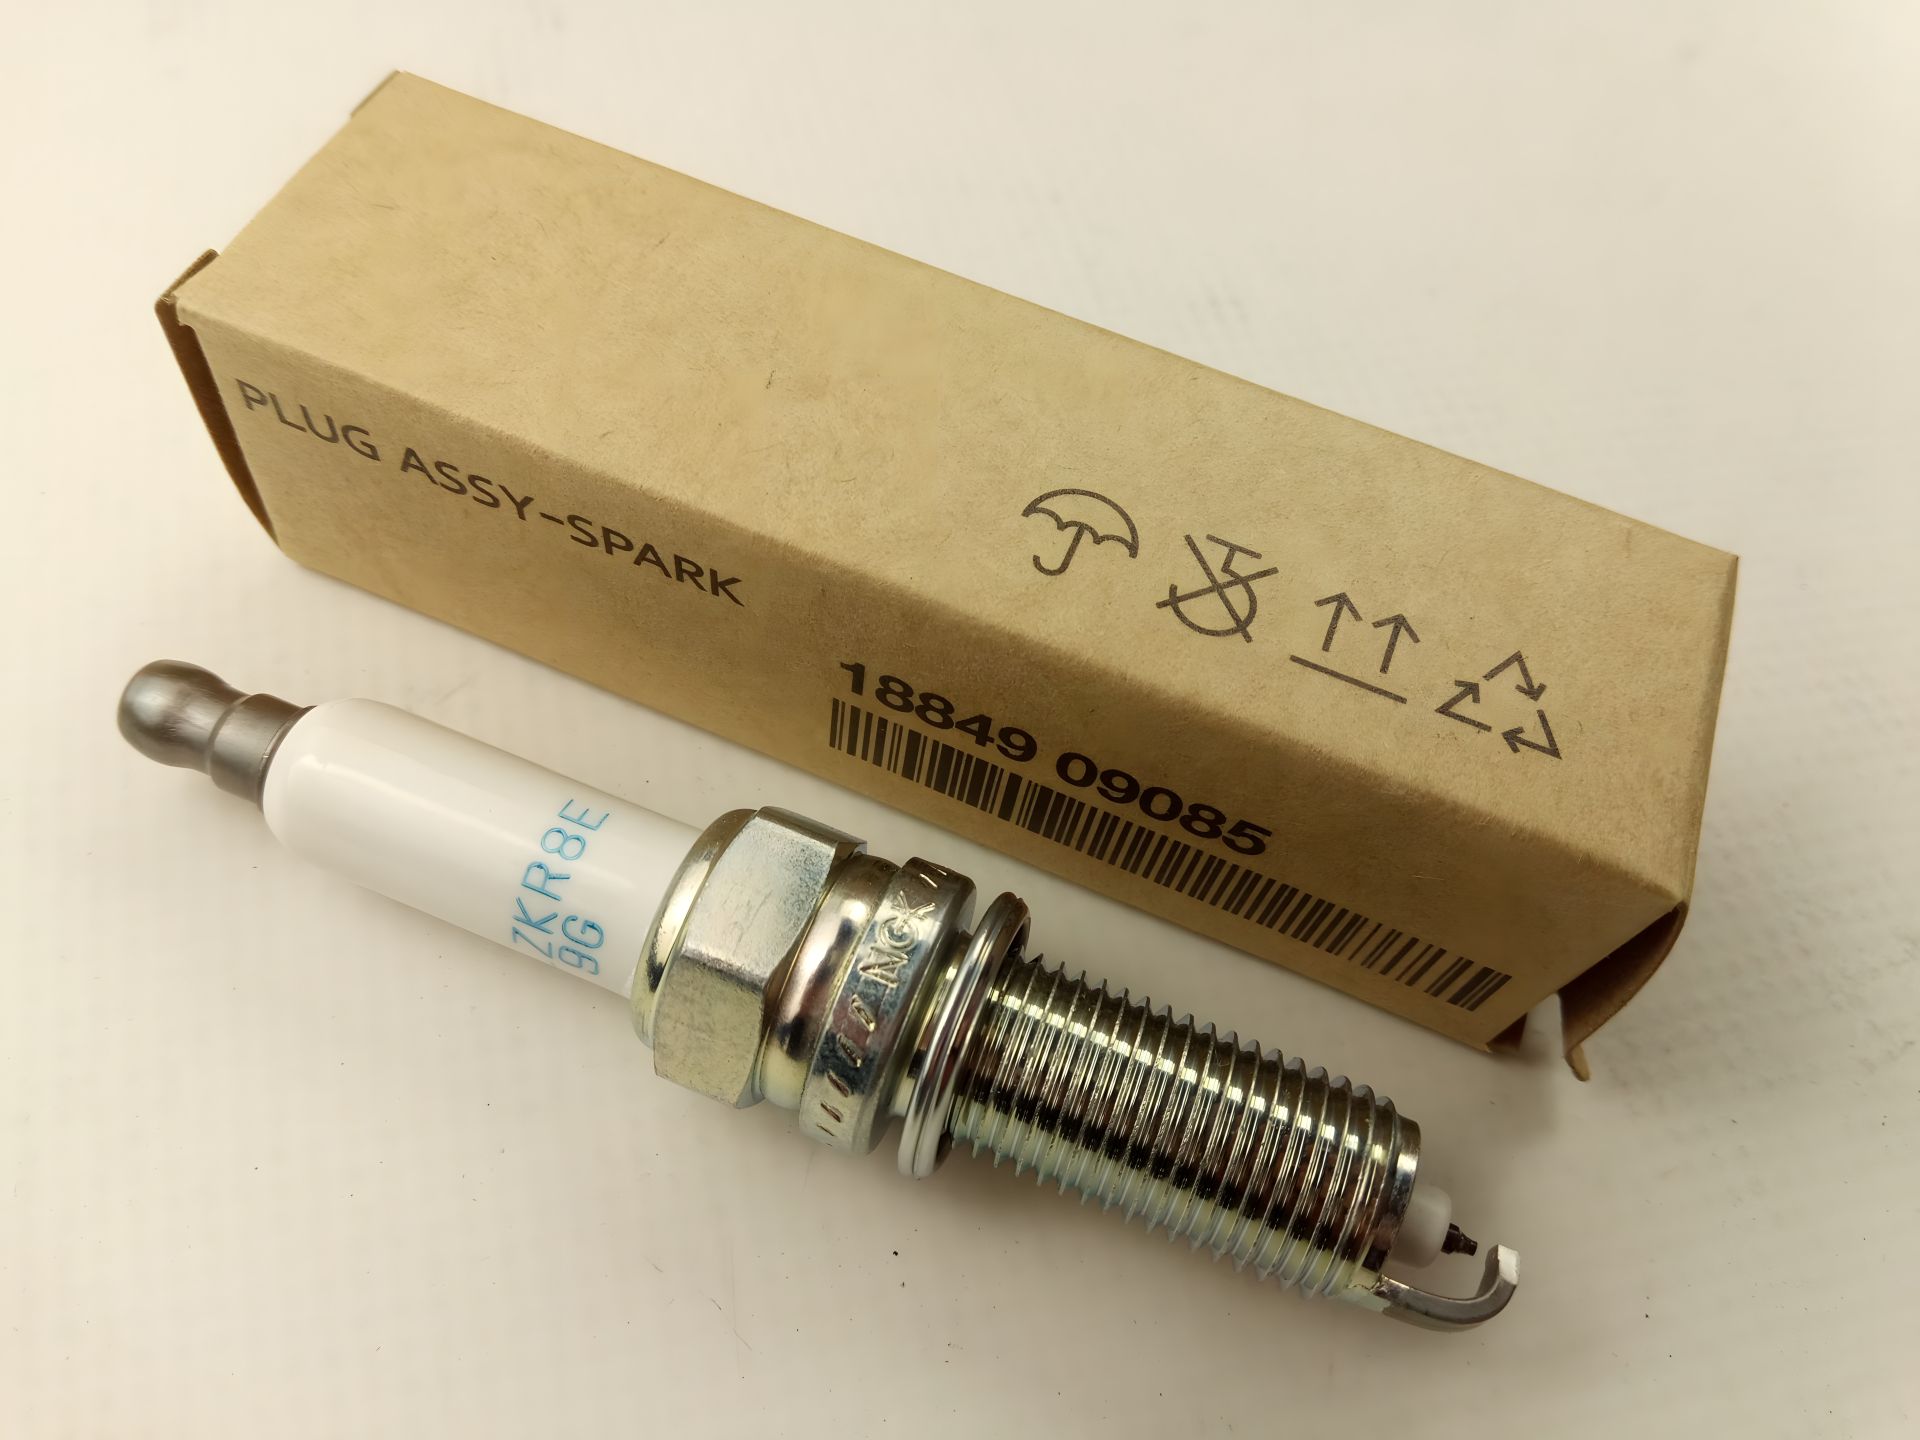 PLUG ASSY-SPARK
18849 09085
ZKR8E
9G
NGK